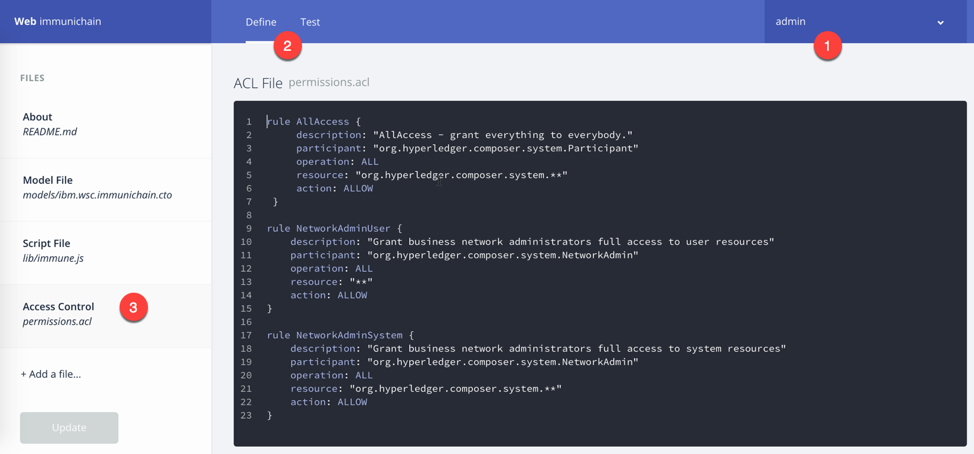 Web immunichain
Define
Test
admin
2
1
FILES
About
README.md
Model File
models/ibm.wsc.immunichain.cto
Script File
lib/immune.js
Access Control
permissions.acl
3
+ Add a file...
Update
ACL File permissions.acl
1 rule AllAccess {
2 description: "AllAccess - grant everything to everybody."
3 participant: "org.hyperledger.composer.system.Participant"
4 operation: ALL
5 resource: "org.hyperledger.composer.system.**"
6 action: ALLOW
7 }
8
9 rule NetworkAdminUser {
10 description: "Grant business network administrators full access to user resources"
11 participant: "org.hyperledger.composer.system.NetworkAdmin"
12 operation: ALL
13 resource: "**"
14 action: ALLOW
15 }
16
17 rule NetworkAdminSystem {
18 description: "Grant business network administrators full access to system resources"
19 participant: "org.hyperledger.composer.system.NetworkAdmin"
20 operation: ALL
21 resource: "org.hyperledger.composer.system.**"
22 action: ALLOW
23 }